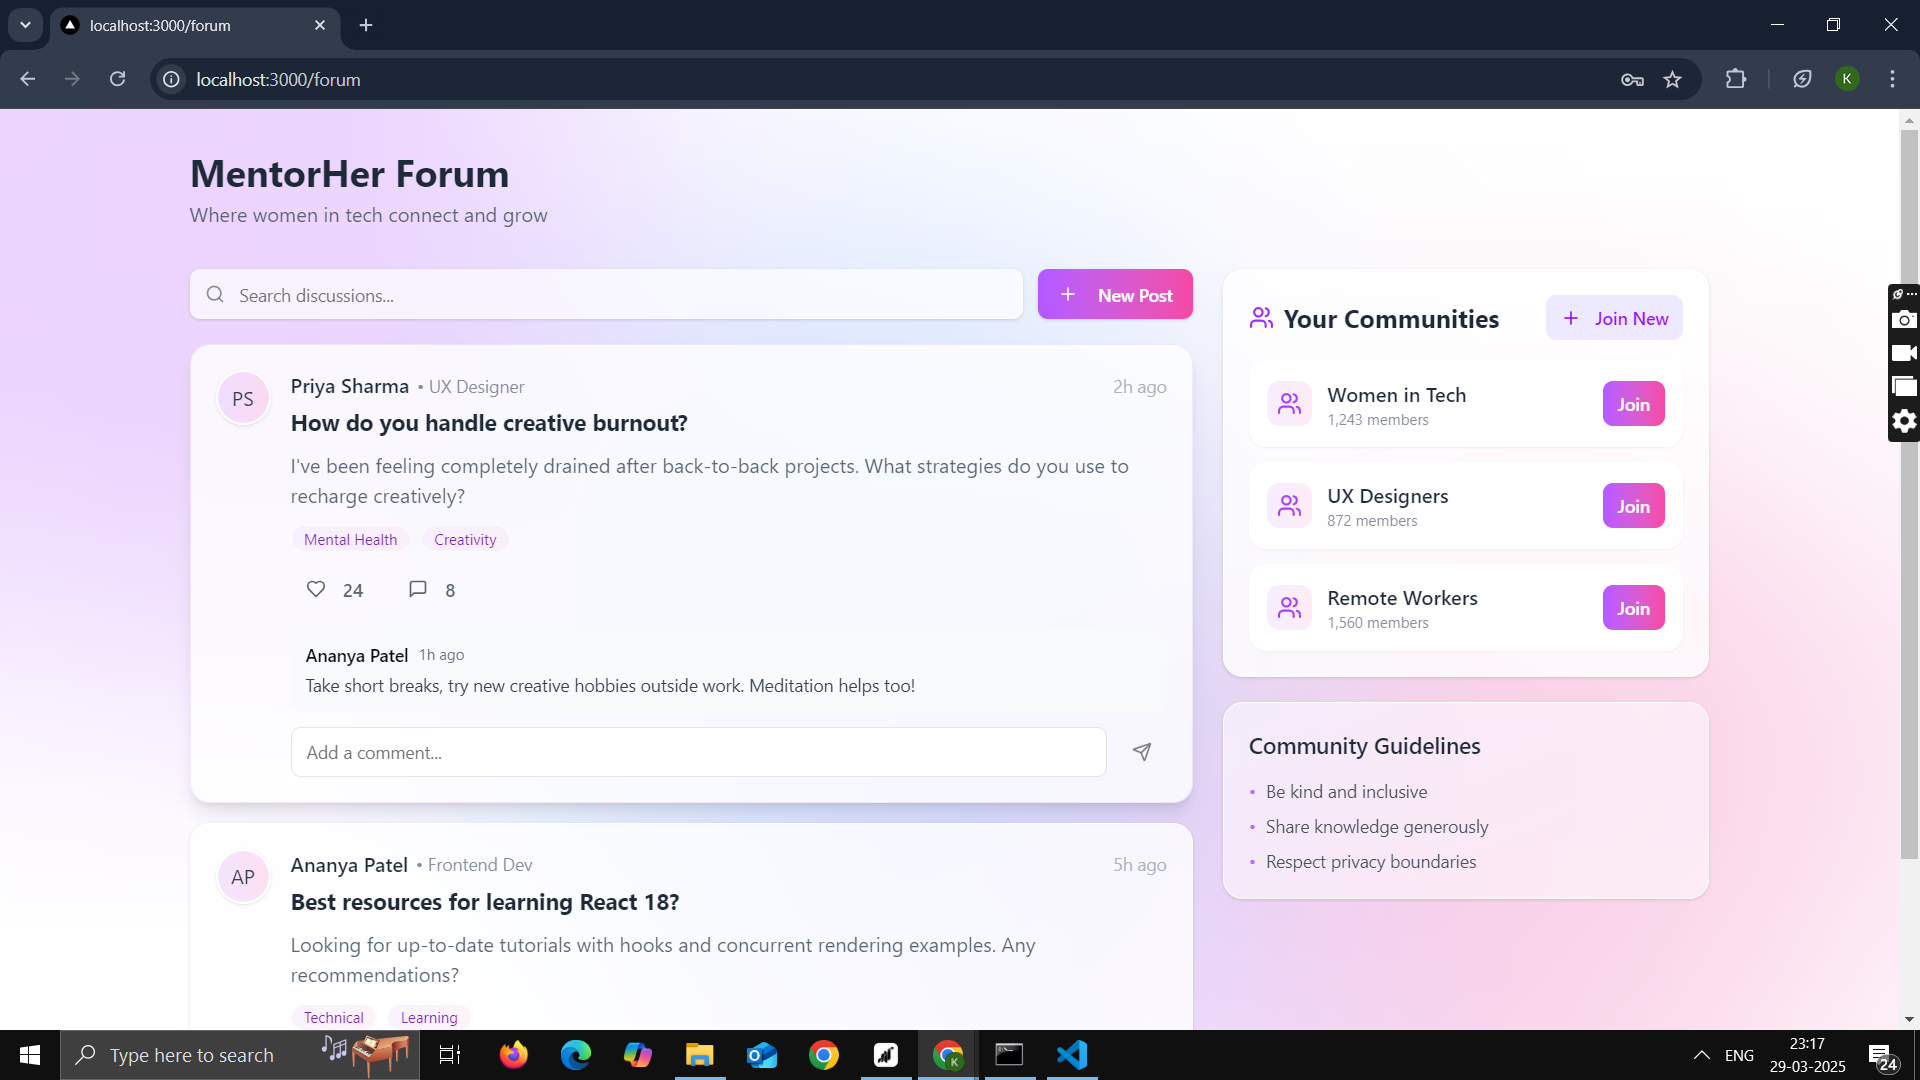 localhost:3000/forum
localhost:3000/forum
K
MentorHer Forum
Where women in tech connect and grow
Search discussions...
New Post
PS
Priya Sharma • UX Designer
2h ago
How do you handle creative burnout?
I've been feeling completely drained after back-to-back projects. What strategies do you use to
recharge creatively?
Mental Health
Creativity
24
8
Ananya Patel 1h ago
Take short breaks, try new creative hobbies outside work. Meditation helps too!
Add a comment...
AP
Ananya Patel • Frontend Dev
5h ago
Best resources for learning React 18?
Looking for up-to-date tutorials with hooks and concurrent rendering examples. Any
recommendations?
Technical
Learning
Your Communities
Join New
Women in Tech
1,243 members
Join
UX Designers
872 members
Join
Remote Workers
1,560 members
Join
Community Guidelines
• Be kind and inclusive
• Share knowledge generously
• Respect privacy boundaries
Type here to search
K
ENG
23:17
29-03-2025
24